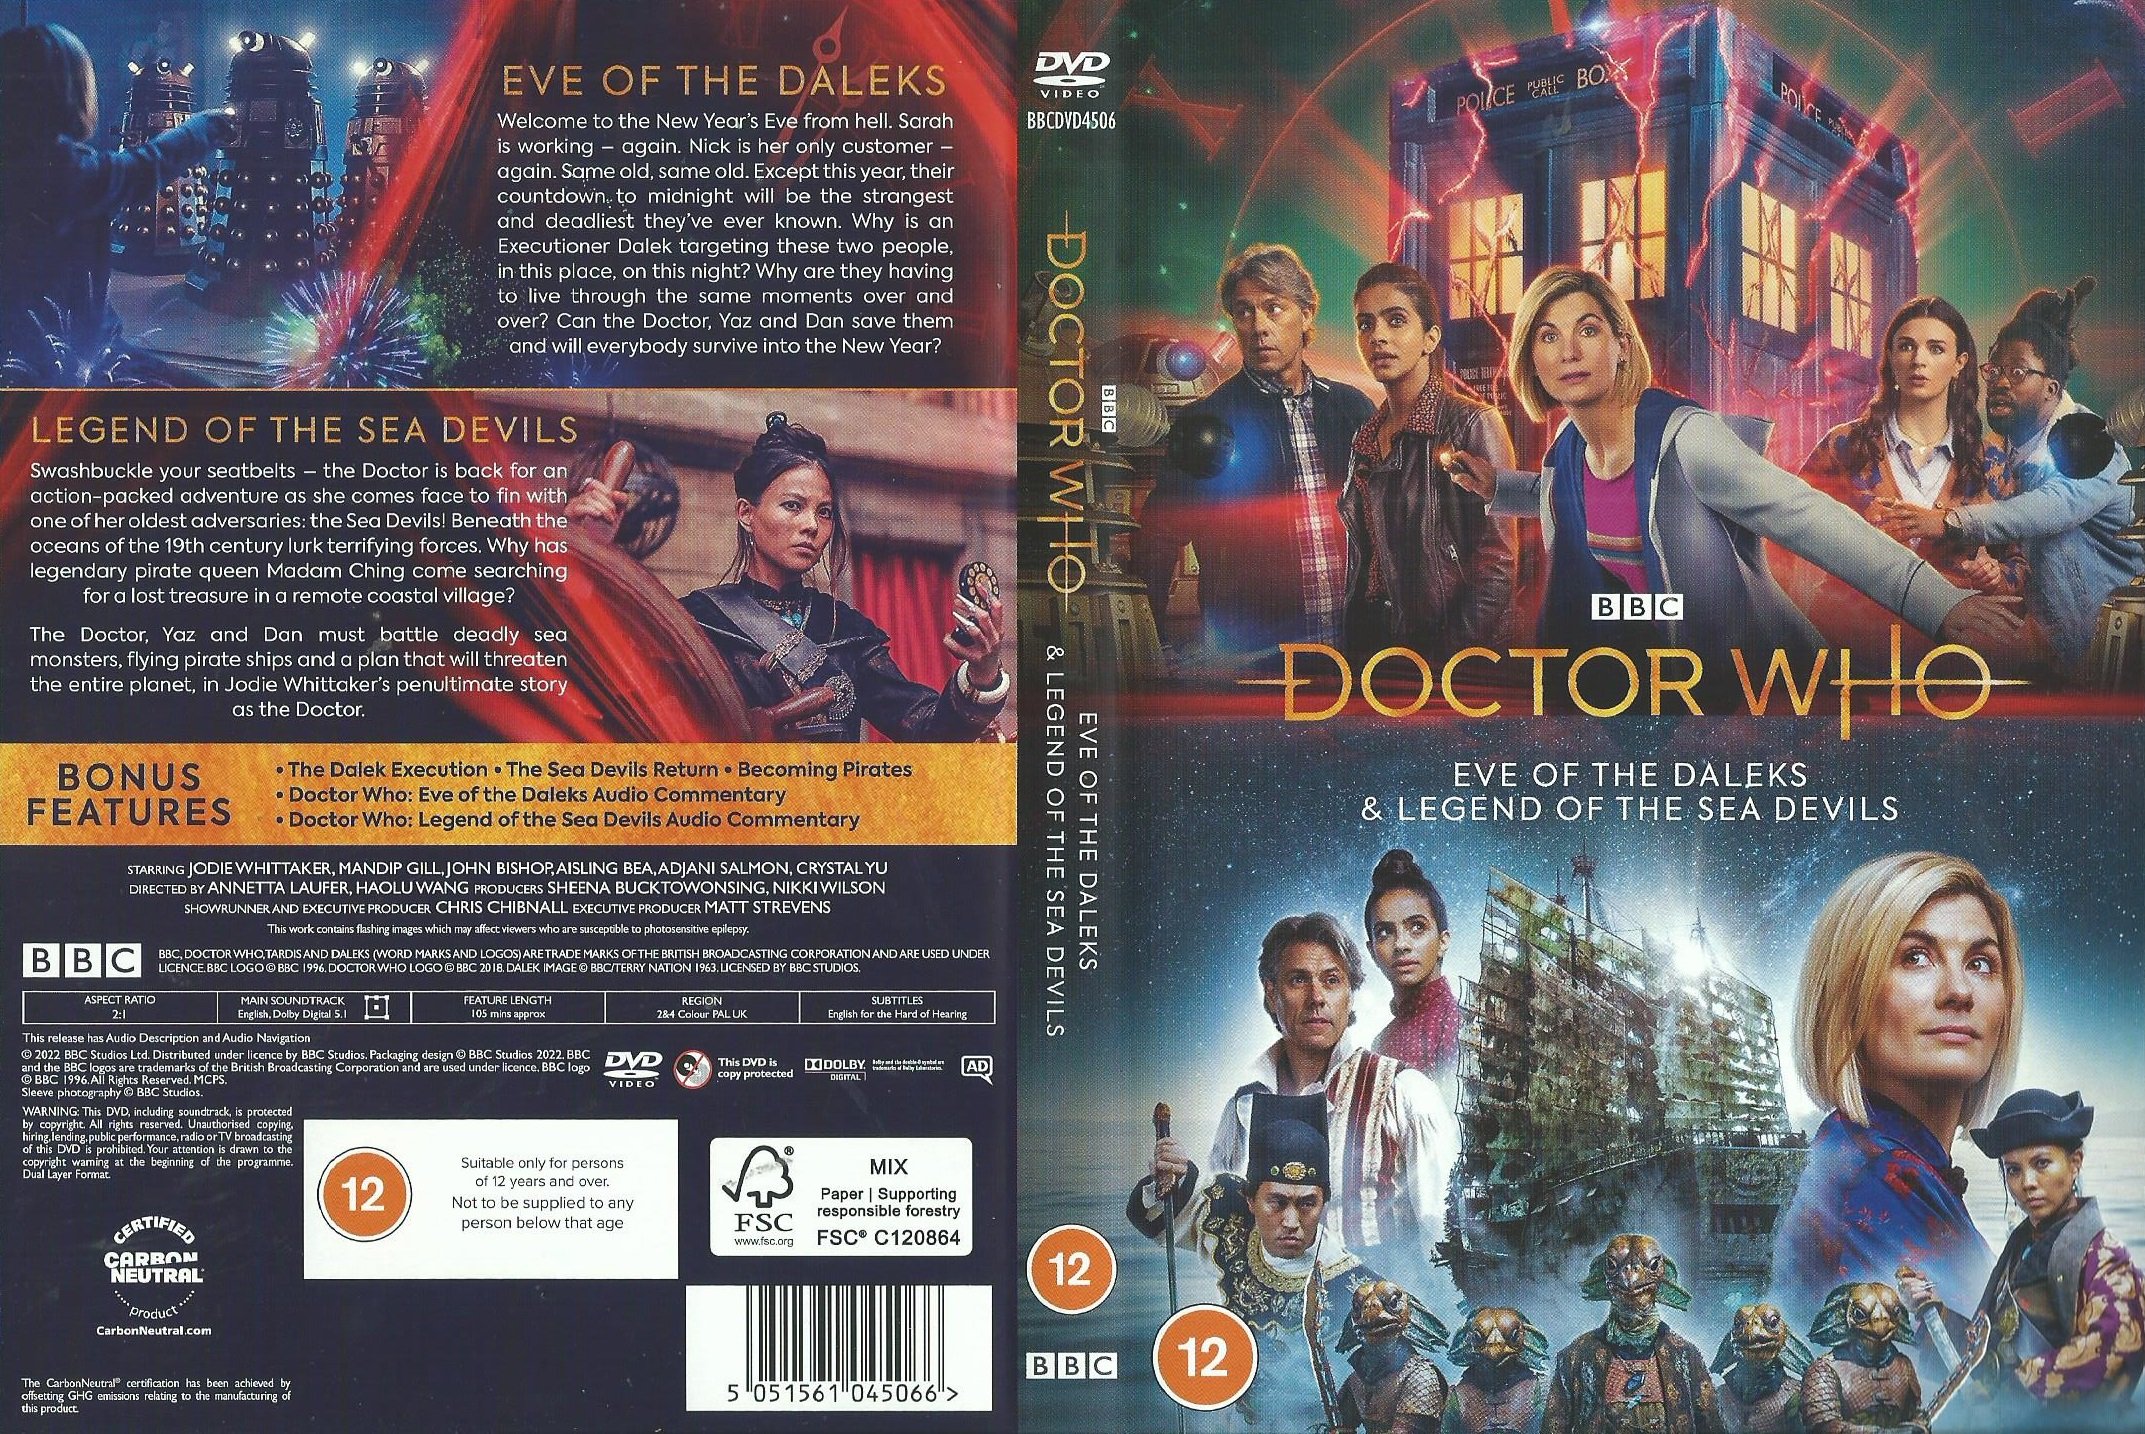 EVE OF THE DALEKS
Welcome to the New Year's Eve from hell. Sarah
is working – again. Nick is her only customer –
again. Same old, same old. Except this year, their
countdown to midnight will be the strangest
and deadliest they've ever known. Why is an
Executioner Dalek targeting these two people,
in this place, on this night? Why are they having
to live through the same moments over and
over? Can the Doctor, Yaz and Dan save them
and will everybody survive into the New Year?
LEGEND OF THE SEA DEVILS
Swashbuckle your seatbelts – the Doctor is back for an
action-packed adventure as she comes face to fin with
one of her oldest adversaries: the Sea Devils! Beneath the
oceans of the 19th century lurk terrifying forces. Why has
legendary pirate queen Madam Ching come searching
for a lost treasure in a remote coastal village?
The Doctor, Yaz and Dan must battle deadly sea
monsters, flying pirate ships and a plan that will threaten
the entire planet, in Jodie Whittaker's penultimate story
as the Doctor.
BONUS
FEATURES
• The Dalek Execution • The Sea Devils Return • Becoming Pirates
• Doctor Who: Eve of the Daleks Audio Commentary
• Doctor Who: Legend of the Sea Devils Audio Commentary
STARRING JODIE WHITTAKER, MANDIP GILL, JOHN BISHOP, AISLING BEA, ADJANI SALMON, CRYSTAL YU
DIRECTED BY ANNETTA LAUFER, HAOLU WANG PRODUCERS SHEENA BUCKTOWONSING, NIKKI WILSON
SHOWRUNNER AND EXECUTIVE PRODUCER CHRIS CHIBNALL EXECUTIVE PRODUCER MATT STREVENS
This work contains flashing images which may affect viewers who are susceptible to photosensitive epilepsy.
BBC
BBC, DOCTOR WHO, TARDIS AND DALEKS (WORD MARKS AND LOGOS) ARE TRADE MARKS OF THE BRITISH BROADCASTING CORPORATION AND ARE USED UNDER
LICENCE. BBC LOGO © BBC 1996. DOCTOR WHO LOGO © BBC 2018. DALEK IMAGE © BBC/TERRY NATION 1963. LICENSED BY BBC STUDIOS.
ASPECT RATIO
2:1
MAIN SOUNDTRACK
English, Dolby Digital 5.1
FEATURE LENGTH
105 mins approx
REGION
2&4 Colour PAL UK
SUBTITLES
English for the Hard of Hearing
This release has Audio Description and Audio Navigation
© 2022 BBC Studios Ltd. Distributed under licence by BBC Studios. Packaging design © BBC Studios 2022. BBC
and the BBC logos are trademarks of the British Broadcasting Corporation and are used under licence. BBC logo
© BBC 1996. All Rights Reserved. MCPS.
Sleeve photography © BBC Studios.
DVD
VIDEO
This DVD is
copy protected
DOLBY
DIGITAL
Dolby and the double-D symbol are
trademarks of Dolby Laboratories.
AD
WARNING: This DVD, including soundtrack, is protected
by copyright. All rights reserved. Unauthorised copying,
hiring, lending, public performance, radio or TV broadcasting
of this DVD is prohibited. Your attention is drawn to the
copyright warning at the beginning of the programme.
Dual Layer Format.
12
Suitable only for persons
of 12 years and over.
Not to be supplied to any
person below that age
FSC
www.fsc.org
MIX
Paper | Supporting
responsible forestry
FSC® C120864
CERTIFIED
CARBON
NEUTRAL
product
CarbonNeutral.com
The CarbonNeutral® certification has been achieved by
offsetting GHG emissions relating to the manufacturing of
this product.
5 051561 045066 >
DVD
VIDEO
BBCDVD4506
BBC
DOCTOR WHO
EVE OF THE DALEKS
& LEGEND OF THE SEA DEVILS
12
BBC
POLICE PUBLIC CALL BOX
POLICE PUBLIC
BBC
DOCTOR WHO
EVE OF THE DALEKS
& LEGEND OF THE SEA DEVILS
12